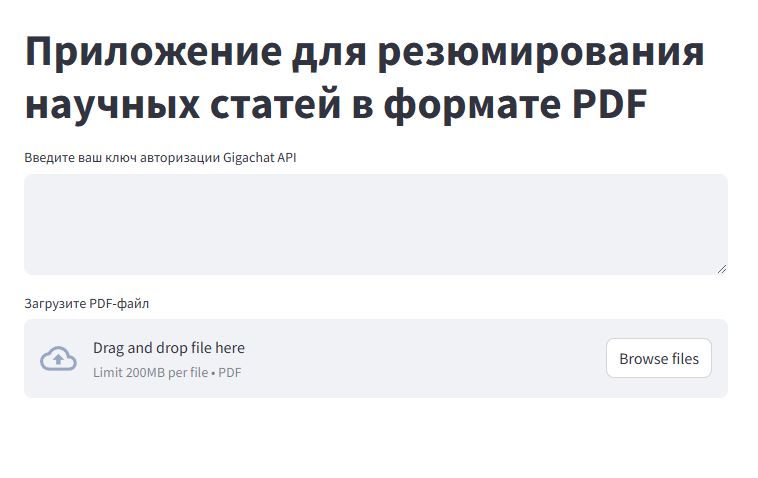 Приложение для резюмирования
научных статей в формате PDF
Введите ваш ключ авторизации Gigachat API
Загрузите PDF-файл
Drag and drop file here
Limit 200MB per file • PDF
Browse files